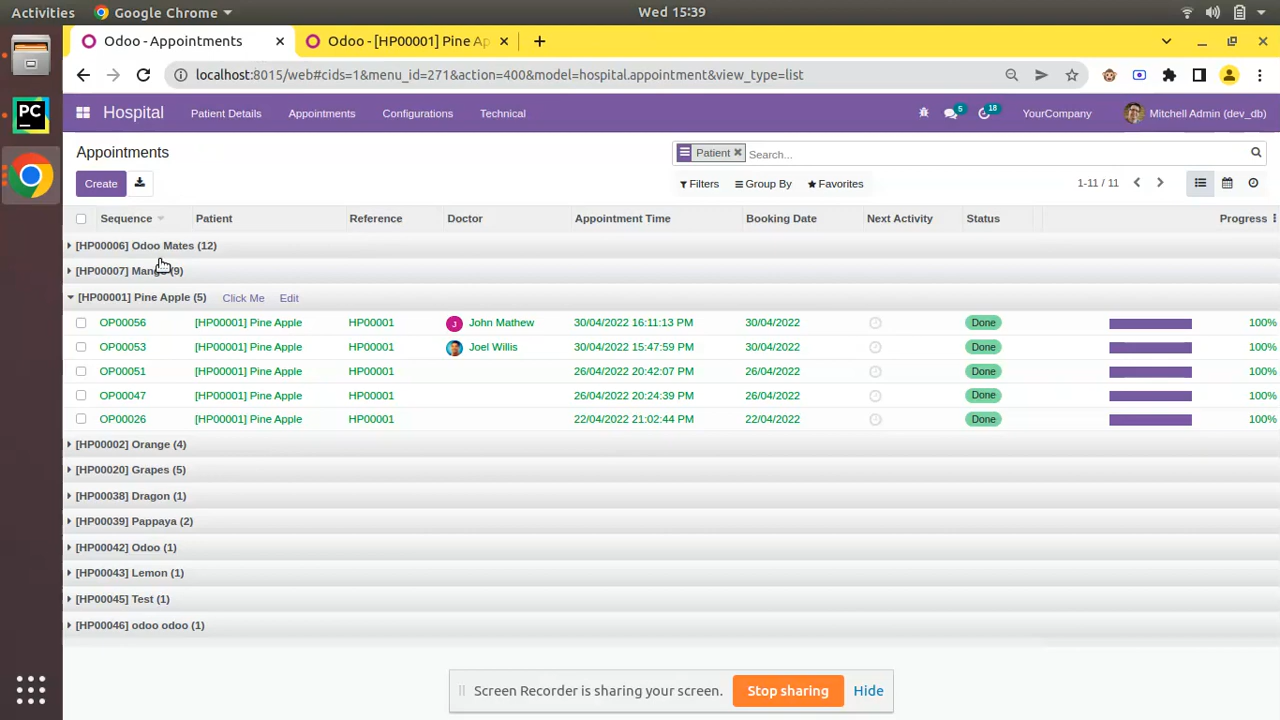 Activities Google Chrome Wed 15:39
Odoo - Appointments Odoo - [HP00001] Pine Ap
localhost:8015/web#cids=1&menu_id=271&action=400&model=hospital.appointment&view_type=list
Hospital Patient Details Appointments Configurations Technical 5 18 YourCompany Mitchell Admin (dev_db)
Appointments Patient Search...
Create Filters Group By Favorites 1-11 / 11
Sequence Patient Reference Doctor Appointment Time Booking Date Next Activity Status Progress
[HP00006] Odoo Mates (12)
[HP00007] (9)
[HP00001] Pine Apple (5) Click Me Edit
OP00056 [HP00001] Pine Apple HP00001 J John Mathew 30/04/2022 16:11:13 PM 30/04/2022 Done 100%
OP00053 [HP00001] Pine Apple HP00001 Joel Willis 30/04/2022 15:47:59 PM 30/04/2022 Done 100%
OP00051 [HP00001] Pine Apple HP00001 26/04/2022 20:42:07 PM 26/04/2022 Done 100%
OP00047 [HP00001] Pine Apple HP00001 26/04/2022 20:24:39 PM 26/04/2022 Done 100%
OP00026 [HP00001] Pine Apple HP00001 22/04/2022 21:02:44 PM 22/04/2022 Done 100%
[HP00002] Orange (4)
[HP00020] Grapes (5)
[HP00038] Dragon (1)
[HP00039] Pappaya (2)
[HP00042] Odoo (1)
[HP00043] Lemon (1)
[HP00045] Test (1)
[HP00046] odoo odoo (1)
Screen Recorder is sharing your screen. Stop sharing Hide
PC